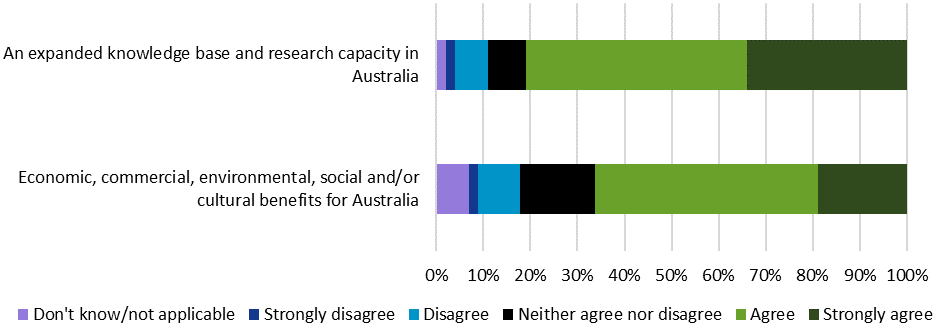 An expanded knowledge base and research capacity in
Australia
Economic, commercial, environmental, social and/or
cultural benefits for Australia
0% 10% 20% 30% 40% 50% 60% 70% 80% 90% 100%
Don't know/not applicable Strongly disagree Disagree Neither agree nor disagree Agree Strongly agree